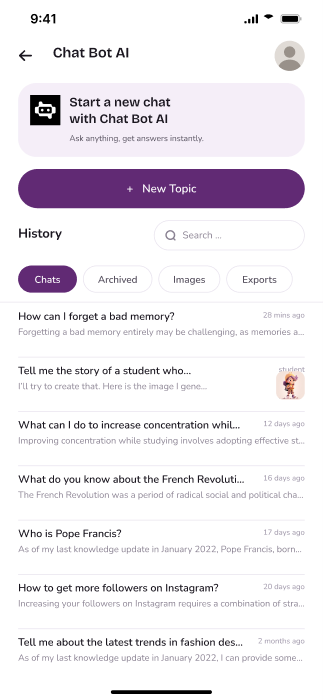 9:41
Chat Bot AI
Start a new chat
with Chat Bot AI
Ask anything, get answers instantly.
+ New Topic
History
Search ...
Chats
Archived
Images
Exports
How can I forget a bad memory?
28 mins ago
Forgetting a bad memory entirely may be challenging, as memories a...
Tell me the story of a student who...
student
I'll try to create that. Here is the image I gene...
What can I do to increase concentration whil...
12 days ago
Improving concentration while studying involves adopting effective st...
What do you know about the French Revoluti...
16 days ago
The French Revolution was a period of radical social and political cha...
Who is Pope Francis?
17 days ago
As of my last knowledge update in January 2022, Pope Francis, born...
How to get more followers on Instagram?
20 days ago
Increasing your followers on Instagram requires a combination of stra...
Tell me about the latest trends in fashion des...
2 months ago
As of my last knowledge update in January 2022, I can provide some...